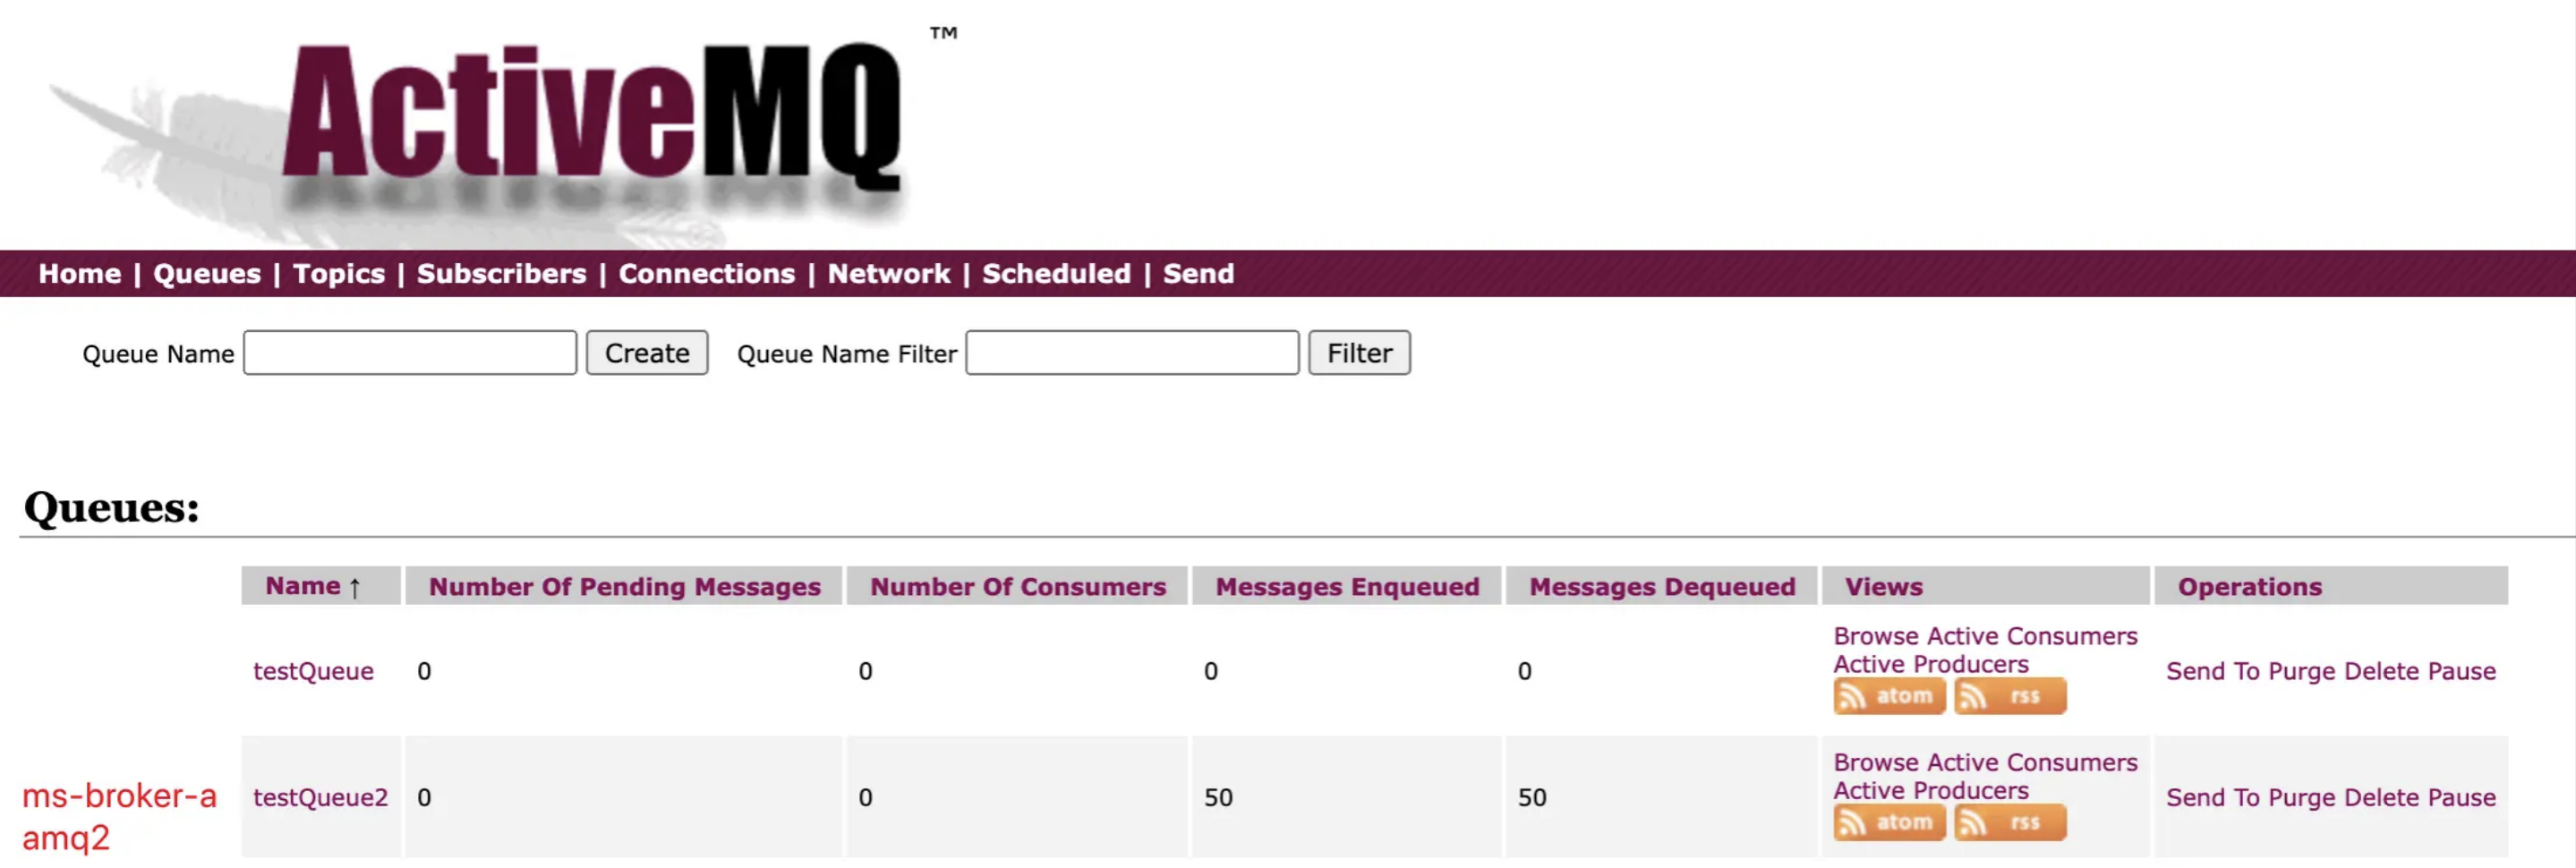 ActiveMQ™
Home | Queues | Topics | Subscribers | Connections | Network | Scheduled | Send
Queue Name Create Queue Name Filter Filter
Queues:
Name ↑ Number Of Pending Messages Number Of Consumers Messages Enqueued Messages Dequeued Views Operations
testQueue 0 0 0 0 Browse Active Consumers
Active Producers
atom rss
Send To Purge Delete Pause
ms-broker-a
amq2
testQueue2 0 0 50 50 Browse Active Consumers
Active Producers
atom rss
Send To Purge Delete Pause